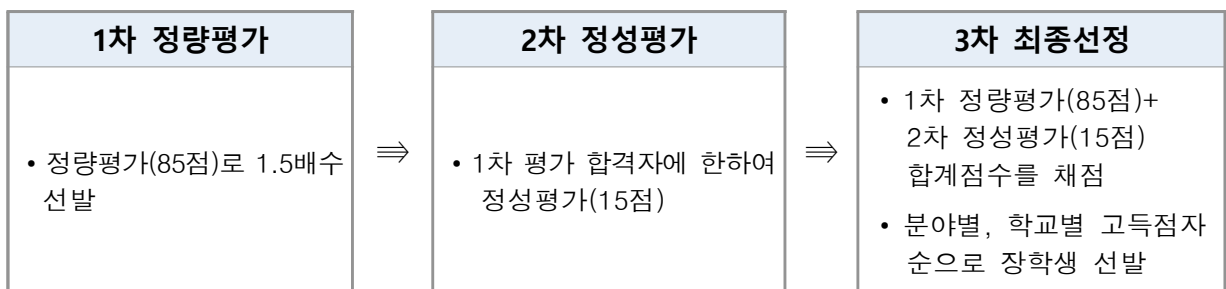 1차 정량평가
• 정량평가(85점)로 1.5배수
선발
⇒
2차 정성평가
• 1차 평가 합격자에 한하여
정성평가(15점)
⇒
3차 최종선정
• 1차 정량평가(85점)+
2차 정성평가(15점)
합계점수를 채점
• 분야별, 학교별 고득점자
순으로 장학생 선발